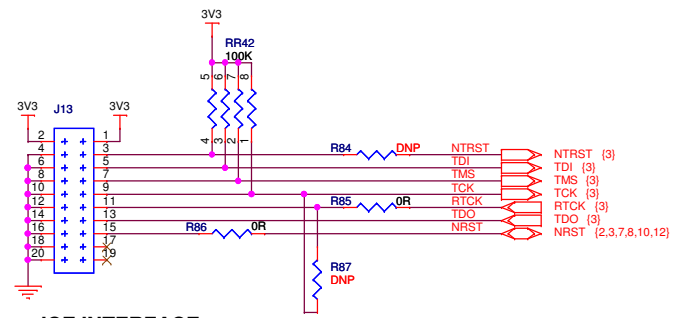 3V3
RR42
100K
5 6 7 8
4 3 2 1
3V3 J13 3V3
2 1
4 3 R84 DNP NTRST NTRST {3}
6 5 TDI TDI {3}
8 7 TMS TMS {3}
10 9 TCK TCK {3}
12 11 R85 0R RTCK RTCK {3}
14 13 TDO TDO {3}
16 15 R86 0R NRST NRST {2,3,7,8,10,12}
18 17
20 19
R87
DNP